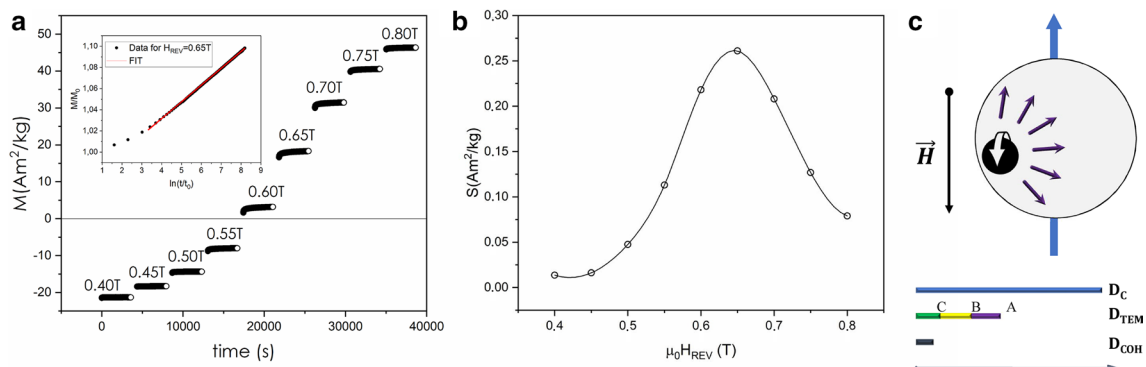 a
M(Am²/kg)
50
40
30
20
10
0
-10
-20
0.40T
0.45T
0.50T
0.55T
0.60T
0.65T
0.70T
0.75T
0.80T
0
10000
20000
30000
40000
time (s)
M/M₀
1,10
1,08
1,06
1,04
1,02
1,00
Data for H_REV=0.65T
FIT
1
2
3
4
5
6
7
8
9
ln(t/t₀)
b
S(Am²/kg)
0,30
0,25
0,20
0,15
0,10
0,05
0,00
0,4
0,5
0,6
0,7
0,8
μ₀H_REV (T)
c
H
D_C
C B A
D_TEM
D_COH